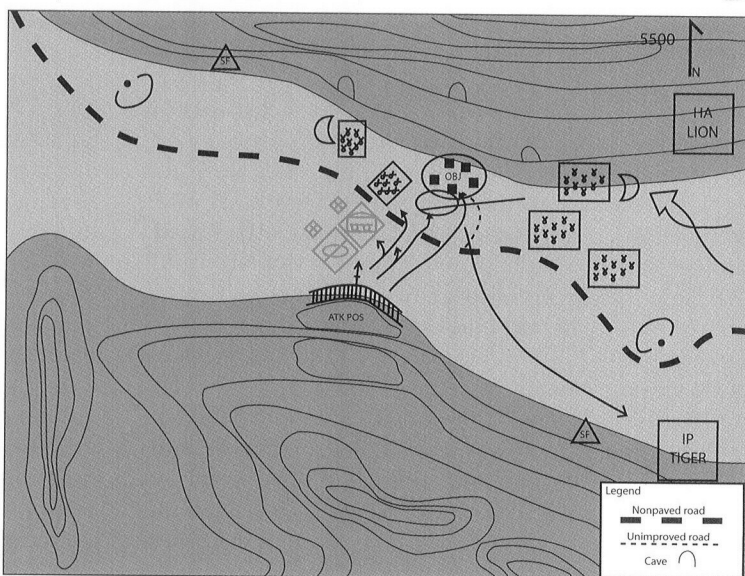 5500
N
SF
HA
LION
OBJ
ATK POS
SF
IP
TIGER
Legend
Nonpaved road
Unimproved road
Cave